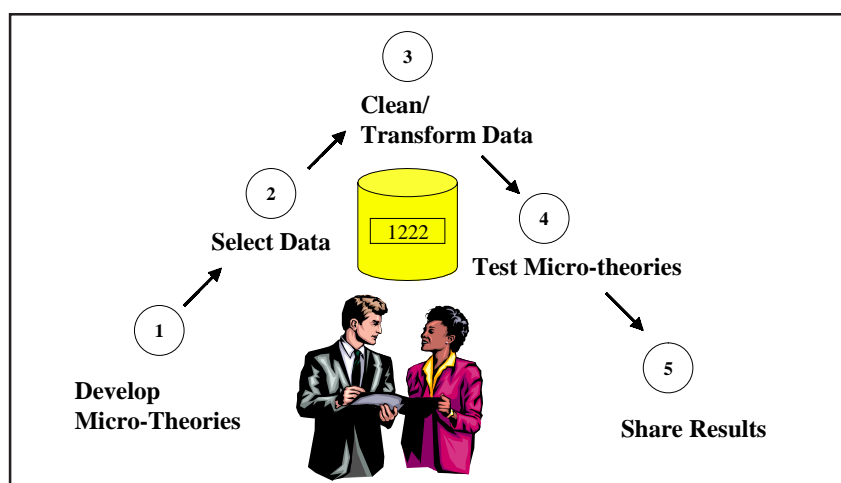 3
Clean/
Transform Data
2
Select Data
1222
4
Test Micro-theories
1
Develop
Micro-Theories
5
Share Results